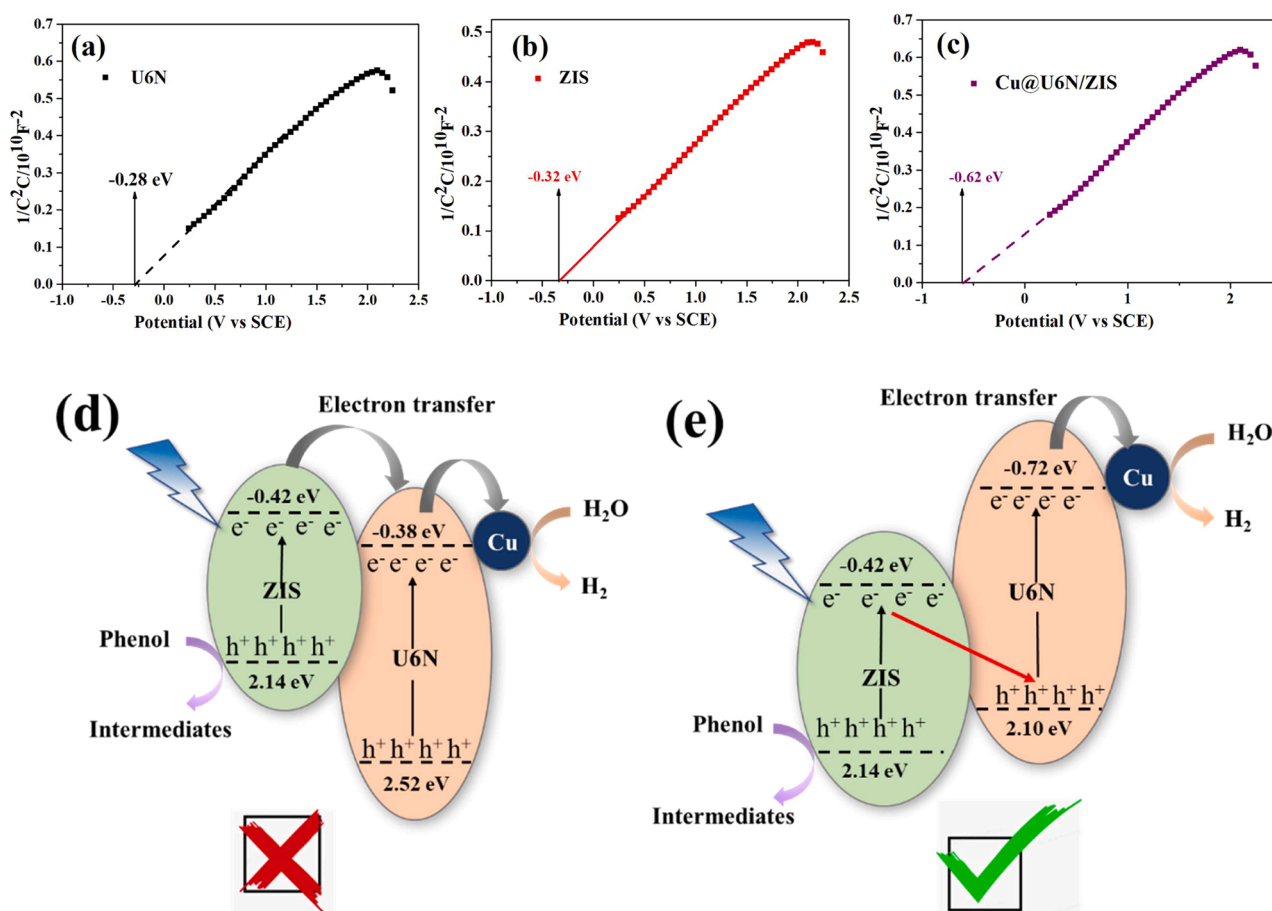 (a)
U6N
-0.28 eV
1/C²C/10¹⁰F⁻²
0.7
0.6
0.5
0.4
0.3
0.2
0.1
0.0
-1.0 -0.5 0.0 0.5 1.0 1.5 2.0 2.5
Potential (V vs SCE)
(b)
ZIS
-0.32 eV
1/C²C/10¹⁰F⁻²
0.5
0.4
0.3
0.2
0.1
0.0
-1.0 -0.5 0.0 0.5 1.0 1.5 2.0 2.5
Potential (V vs SCE)
(c)
Cu@U6N/ZIS
-0.62 eV
1/C²C/10¹⁰F⁻²
0.7
0.6
0.5
0.4
0.3
0.2
0.1
0.0
-1 0 1 2
Potential (V vs SCE)
(d)
Electron transfer
-0.42 eV
e⁻ e⁻ e⁻ e⁻
ZIS
h⁺ h⁺ h⁺ h⁺
2.14 eV
Phenol
Intermediates
-0.38 eV
e⁻ e⁻ e⁻ e⁻
U6N
h⁺ h⁺ h⁺ h⁺
2.52 eV
Cu
H₂O
H₂
(e)
Electron transfer
-0.72 eV
e⁻ e⁻ e⁻ e⁻
U6N
h⁺ h⁺ h⁺ h⁺
2.10 eV
Cu
H₂O
H₂
-0.42 eV
e⁻ e⁻ e⁻ e⁻
ZIS
h⁺ h⁺ h⁺ h⁺
2.14 eV
Phenol
Intermediates